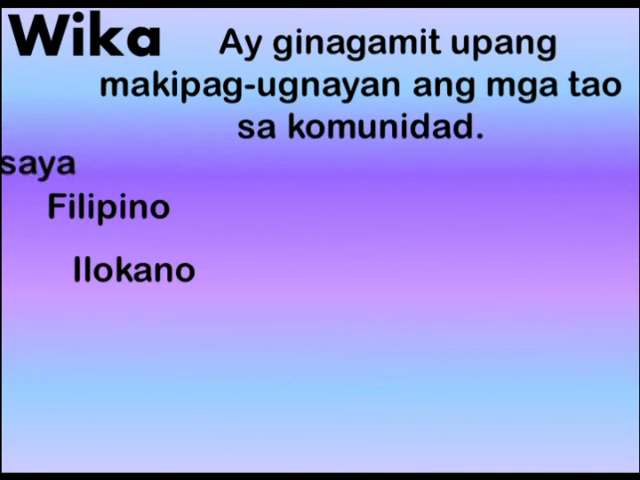 Wika Ay ginagamit upang
makipag-ugnayan ang mga tao
sa komunidad.
saya
Filipino
Ilokano